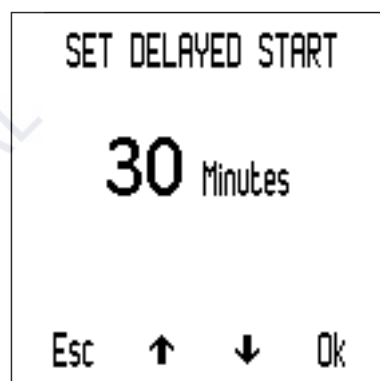 SET DELAYED START
30 Minutes
Esc ↑ ↓ Ok